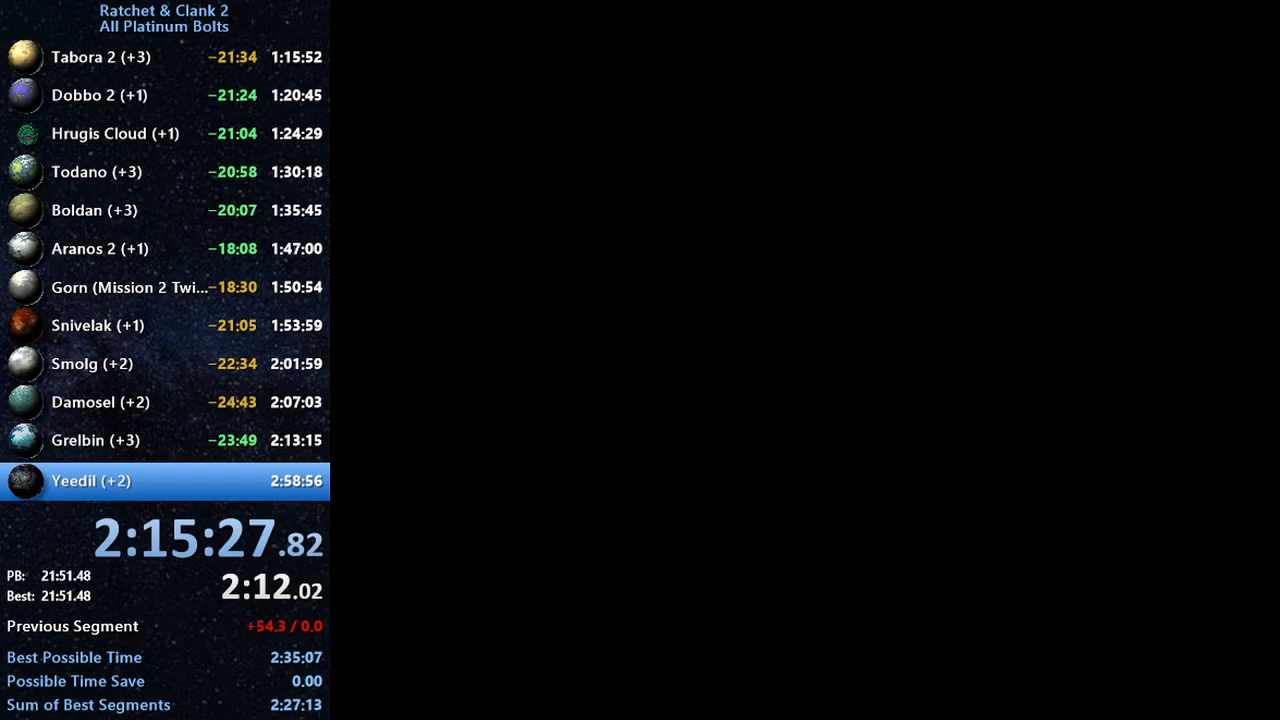 Ratchet & Clank 2
All Platinum Bolts
Tabora 2 (+3) −21:34 1:15:52
Dobbo 2 (+1) −21:24 1:20:45
Hrugis Cloud (+1) −21:04 1:24:29
Todano (+3) −20:58 1:30:18
Boldan (+3) −20:07 1:35:45
Aranos 2 (+1) −18:08 1:47:00
Gorn (Mission 2 Twi... −18:30 1:50:54
Snivelak (+1) −21:05 1:53:59
Smolg (+2) −22:34 2:01:59
Damosel (+2) −24:43 2:07:03
Grelbin (+3) −23:49 2:13:15
Yeedil (+2) 2:58:56
2:15:27.82
PB: 21:51.48
Best: 21:51.48
2:12.02
Previous Segment +54.3 / 0.0
Best Possible Time 2:35:07
Possible Time Save 0.00
Sum of Best Segments 2:27:13